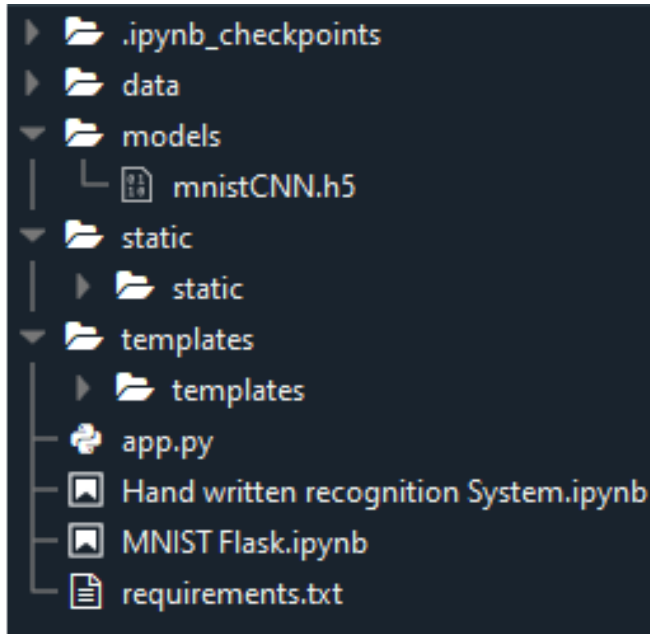 .ipynb_checkpoints
data
models
mnistCNN.h5
static
static
templates
templates
app.py
Hand written recognition System.ipynb
MNIST Flask.ipynb
requirements.txt